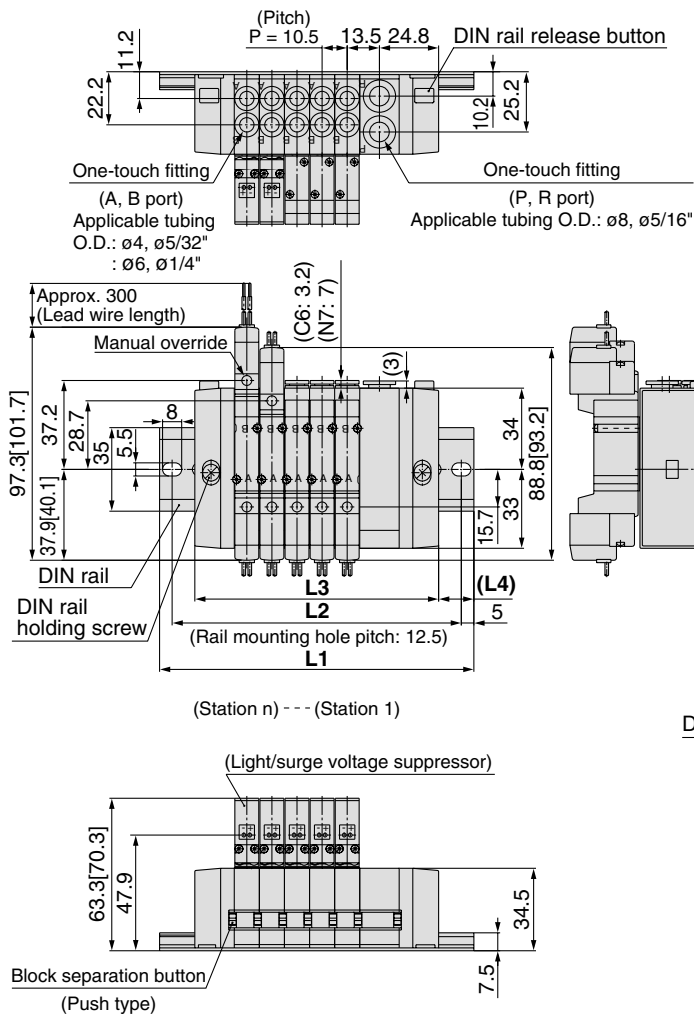 (Pitch)
P = 10.5
13.5
24.8
DIN rail release button
11.2
22.2
10.2
25.2
One-touch fitting
(A, B port)
Applicable tubing
O.D.: ø4, ø5/32"
: ø6, ø1/4"
One-touch fitting
(P, R port)
Applicable tubing O.D.: ø8, ø5/16"
Approx. 300
(Lead wire length)
Manual override
(C6: 3.2)
(N7: 7)
(3)
97.3[101.7]
37.2
28.7
35
8
5.5
37.9[40.1]
34
33
15.7
88.8[93.2]
DIN rail
DIN rail
holding screw
L3
(L4)
L2
5
(Rail mounting hole pitch: 12.5)
L1
(Station n) --- (Station 1)
D
(Light/surge voltage suppressor)
63.3[70.3]
47.9
34.5
7.5
Block separation button
(Push type)